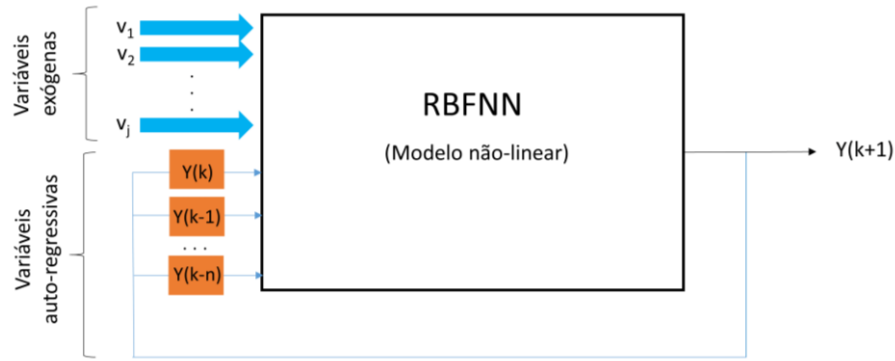 Variáveis
exógenas
v1
v2
.
.
.
vj
RBFNN
(Modelo não-linear)
Y(k+1)
Variáveis
auto-regressivas
Y(k)
Y(k-1)
...
Y(k-n)